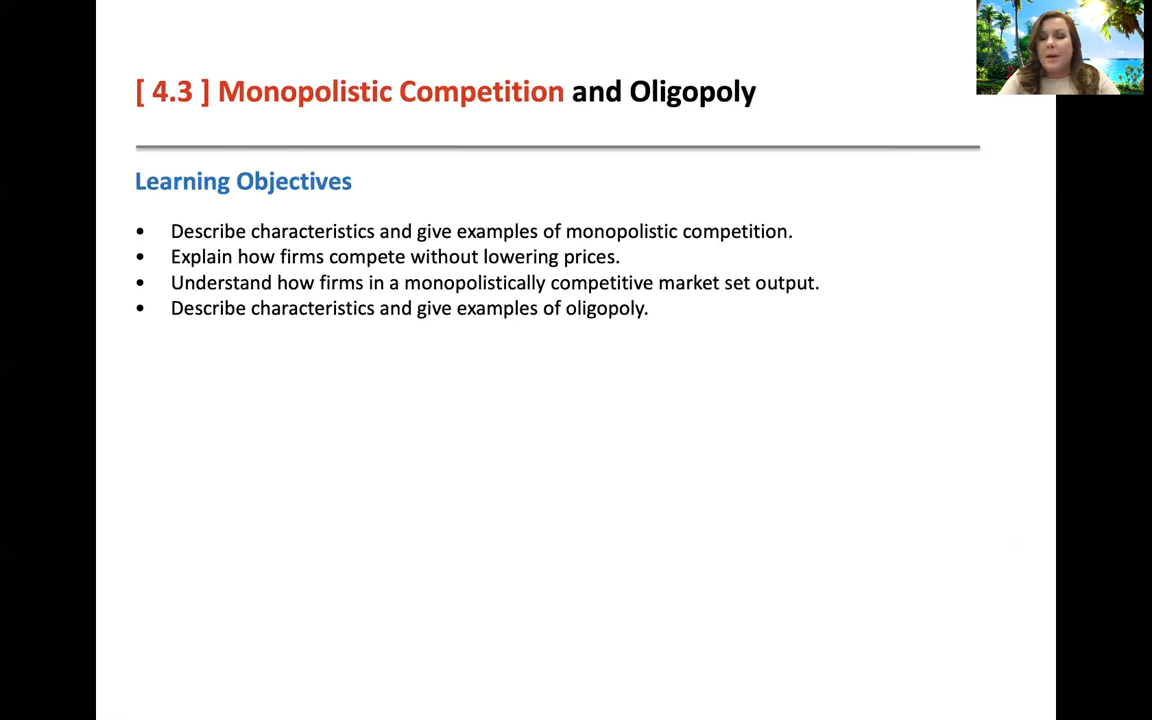 [ 4.3 ] Monopolistic Competition and Oligopoly
Learning Objectives
• Describe characteristics and give examples of monopolistic competition.
• Explain how firms compete without lowering prices.
• Understand how firms in a monopolistically competitive market set output.
• Describe characteristics and give examples of oligopoly.